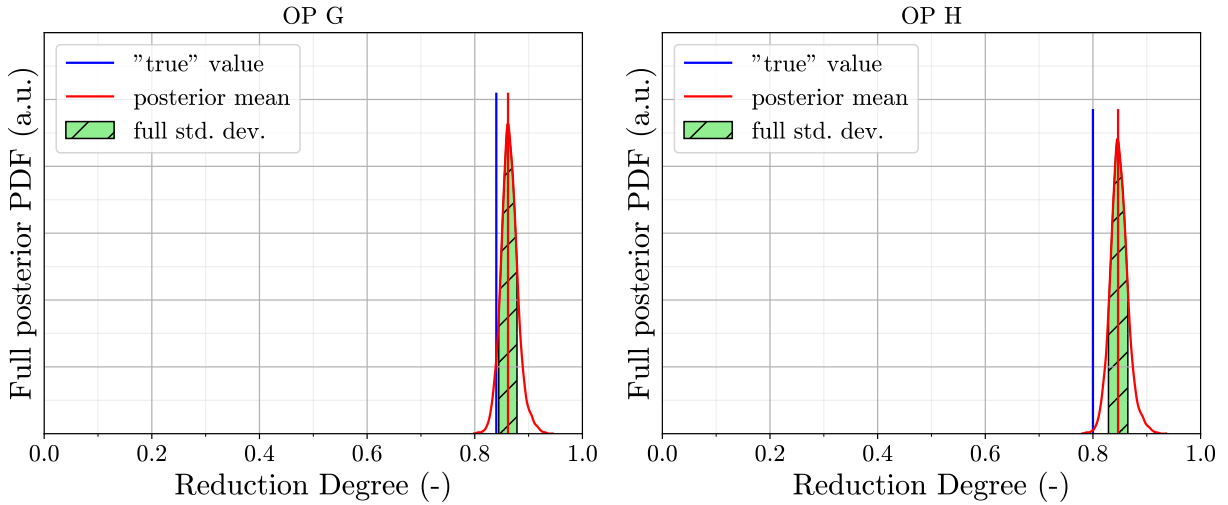 OP G
"true" value
posterior mean
full std. dev.
Full posterior PDF (a.u.)
0.0 0.2 0.4 0.6 0.8 1.0
Reduction Degree (-)
OP H
"true" value
posterior mean
full std. dev.
Full posterior PDF (a.u.)
0.0 0.2 0.4 0.6 0.8 1.0
Reduction Degree (-)